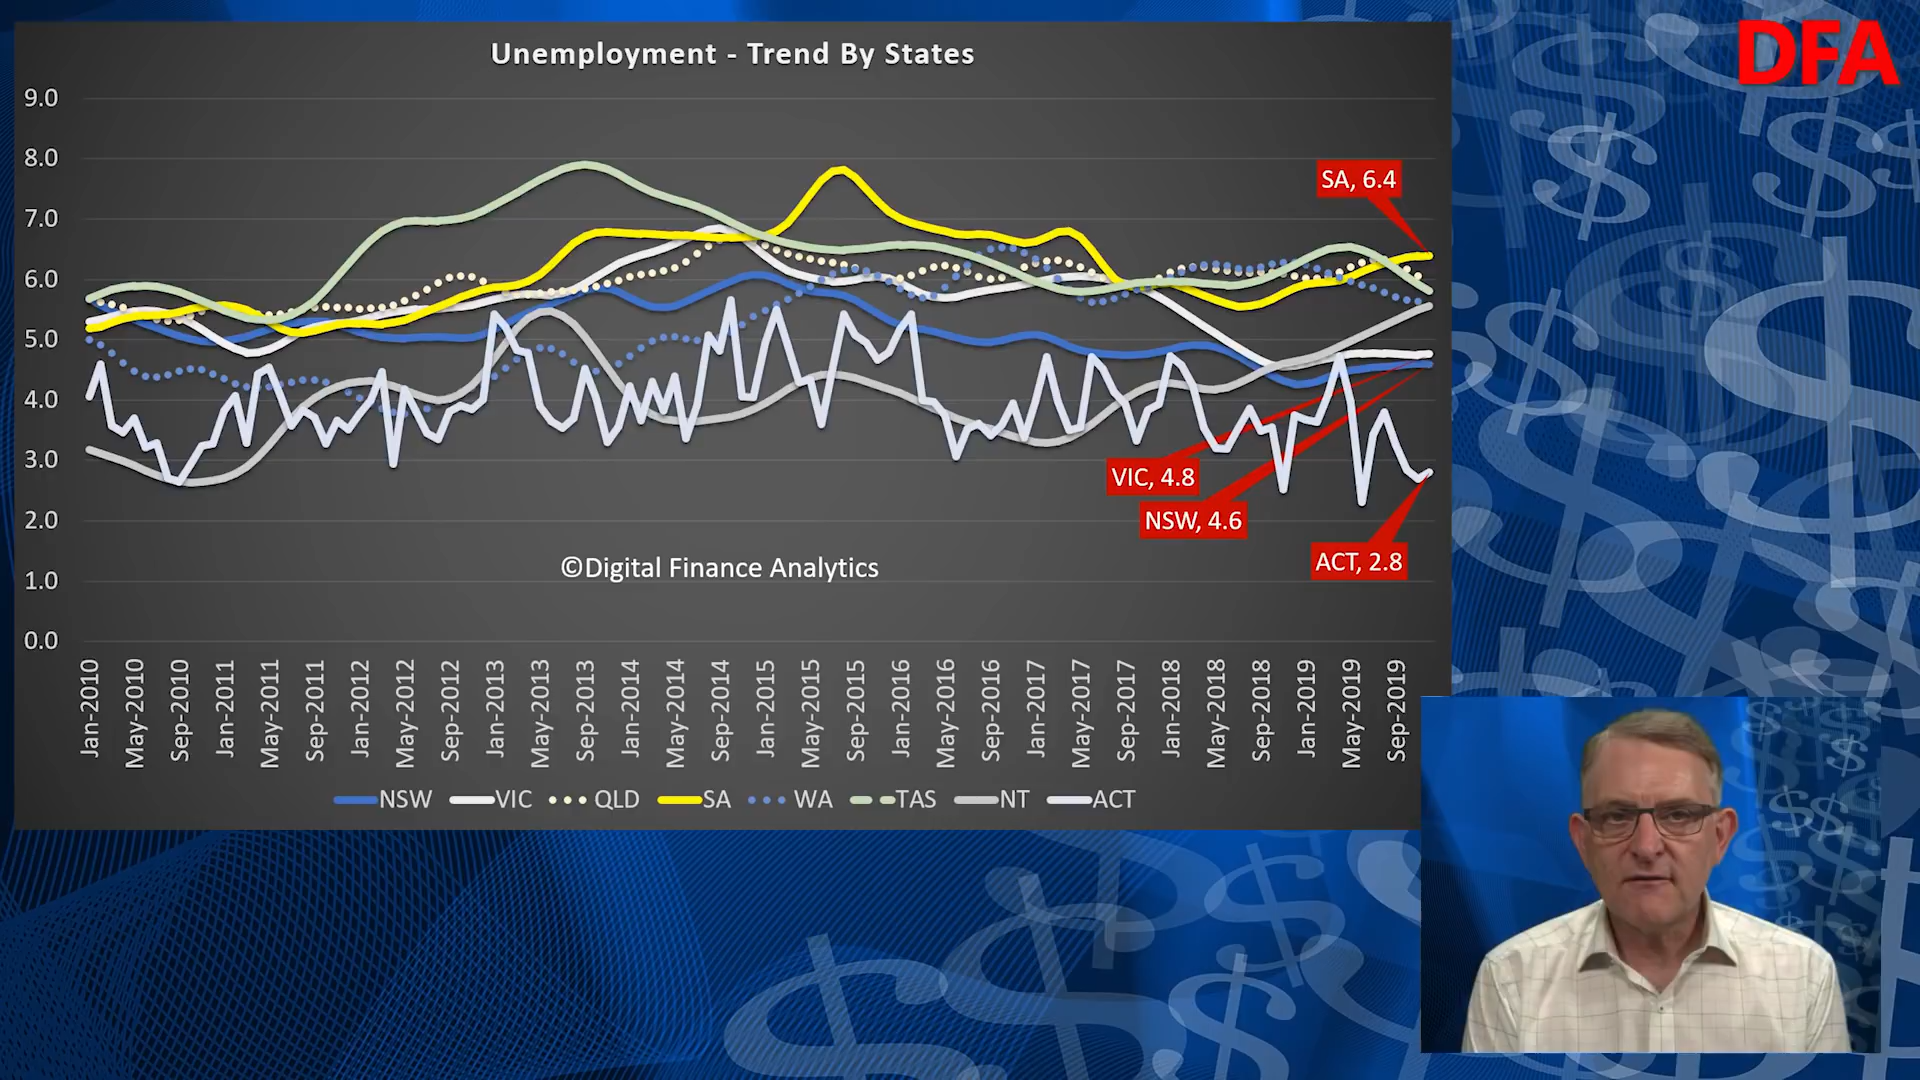 Unemployment - Trend By States
DFA
9.0
8.0
7.0
6.0
5.0
4.0
3.0
2.0
1.0
0.0
SA, 6.4
VIC, 4.8
NSW, 4.6
ACT, 2.8
©Digital Finance Analytics
Jan-2010
May-2010
Sep-2010
Jan-2011
May-2011
Sep-2011
Jan-2012
May-2012
Sep-2012
Jan-2013
May-2013
Sep-2013
Jan-2014
May-2014
Sep-2014
Jan-2015
May-2015
Sep-2015
Jan-2016
May-2016
Sep-2016
Jan-2017
May-2017
Sep-2017
Jan-2018
May-2018
Sep-2018
Jan-2019
May-2019
Sep-2019
NSW VIC QLD SA WA TAS NT ACT